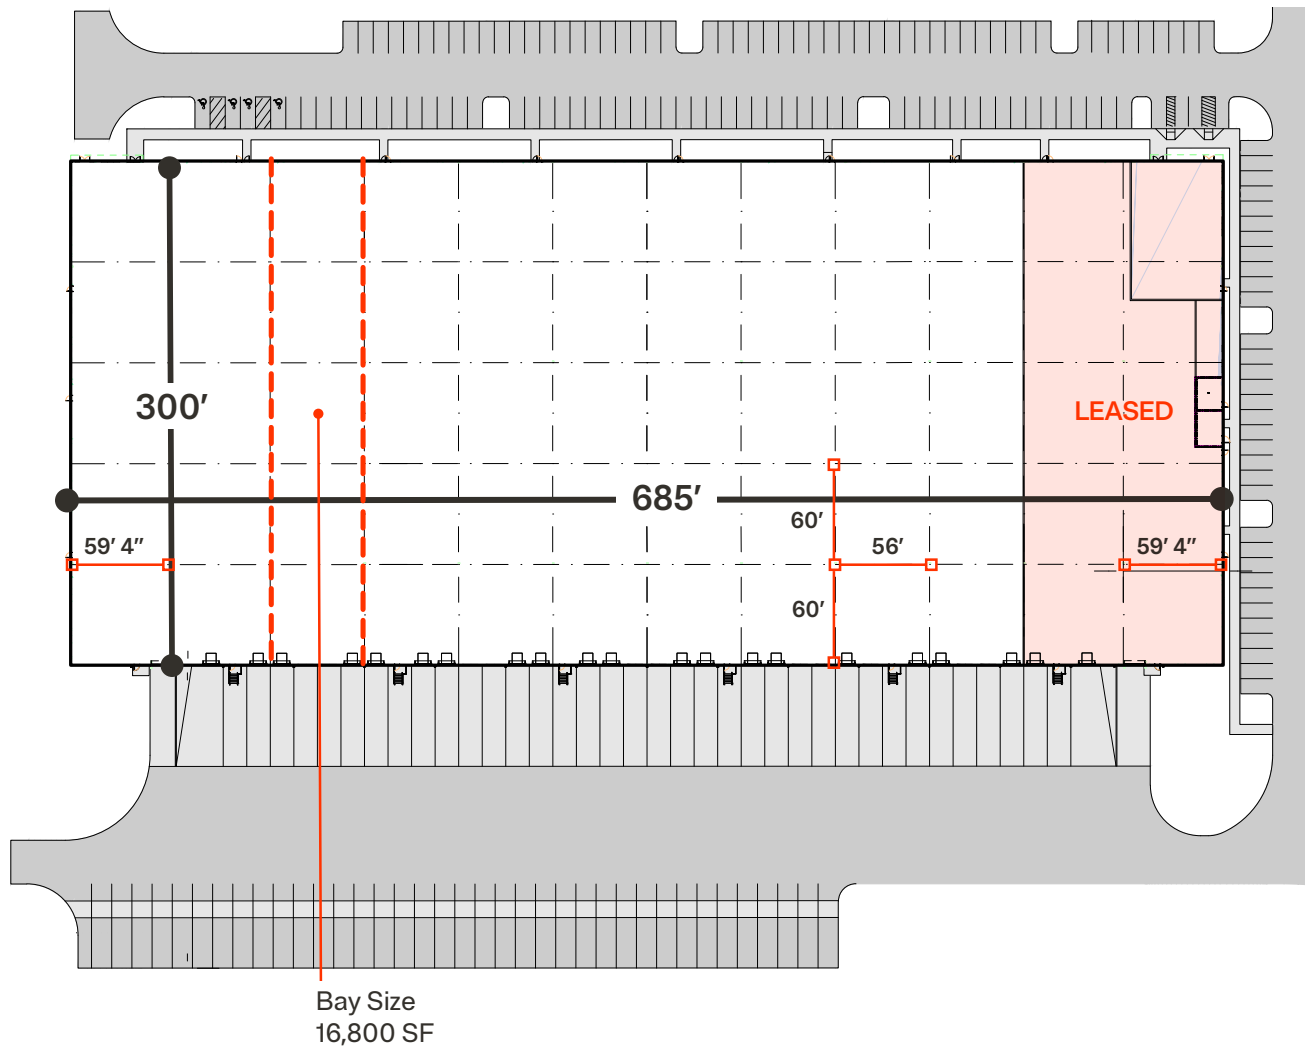 300′
LEASED
685′
60′
59′ 4″
56′
59′ 4″
60′
Bay Size
16,800 SF